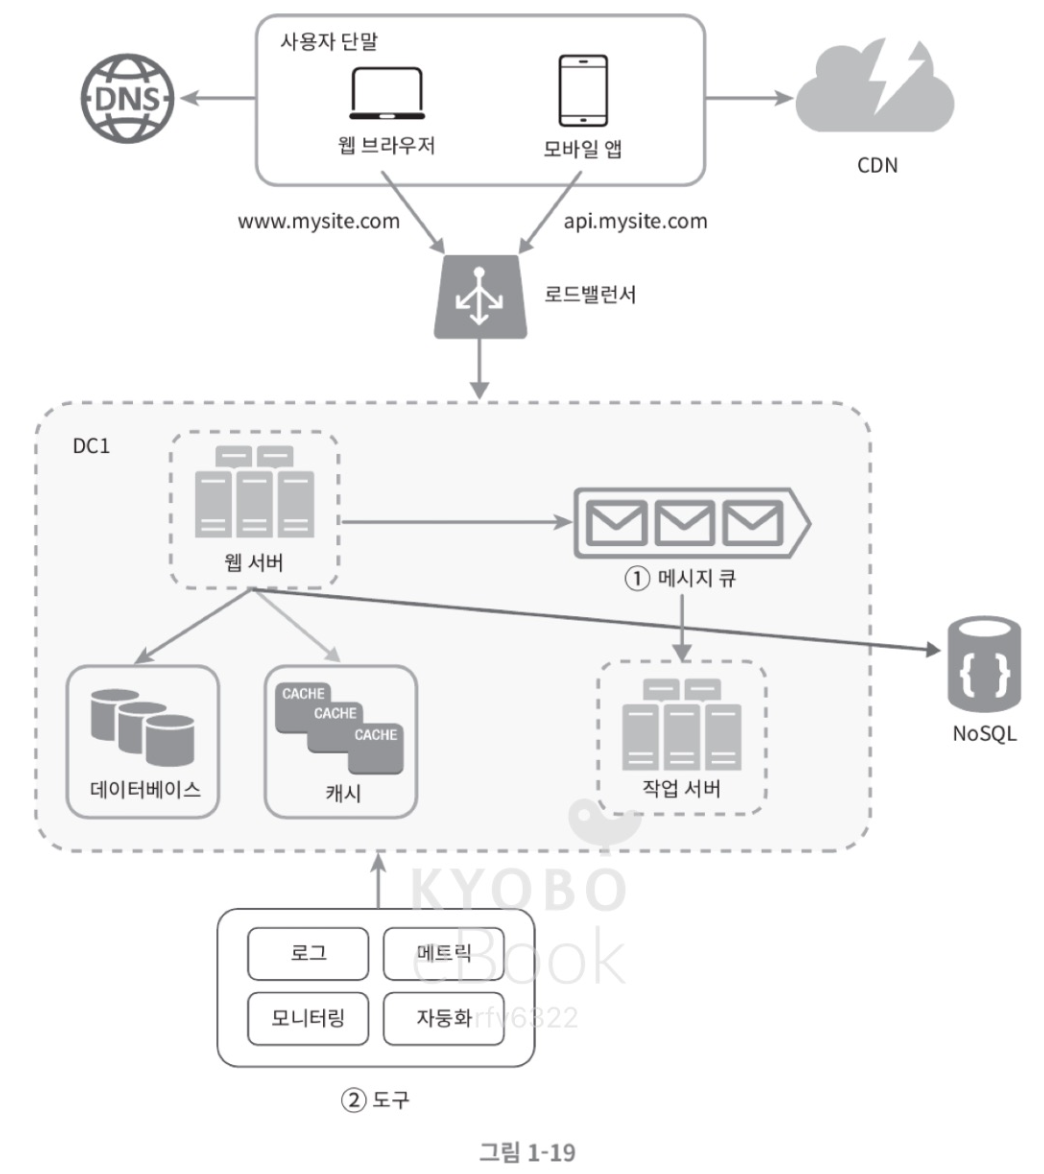 사용자 단말
DNS
웹 브라우저
모바일 앱
CDN
www.mysite.com
api.mysite.com
로드밸런서
DC1
웹 서버
① 메시지 큐
CACHE
CACHE
CACHE
데이터베이스
캐시
작업 서버
{ }
NoSQL
KYOBO
eBook
rfv6322
로그
메트릭
모니터링
자동화
② 도구
그림 1-19